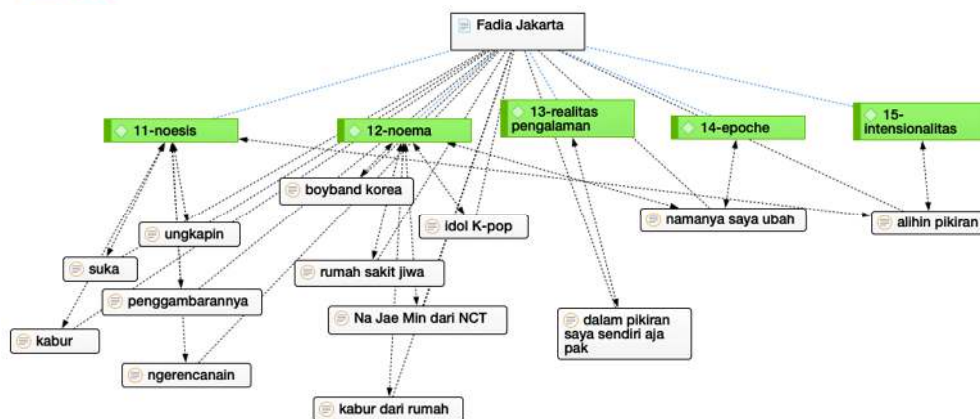 Fadia Jakarta
11-noesis
12-noema
13-realitas
pengalaman
14-epoche
15-
intensionalitas
boyband korea
idol K-pop
namanya saya ubah
alihin pikiran
ungkapin
suka
rumah sakit jiwa
penggambarannya
Na Jae Min dari NCT
dalam pikiran
saya sendiri aja
pak
kabur
ngerencanain
kabur dari rumah